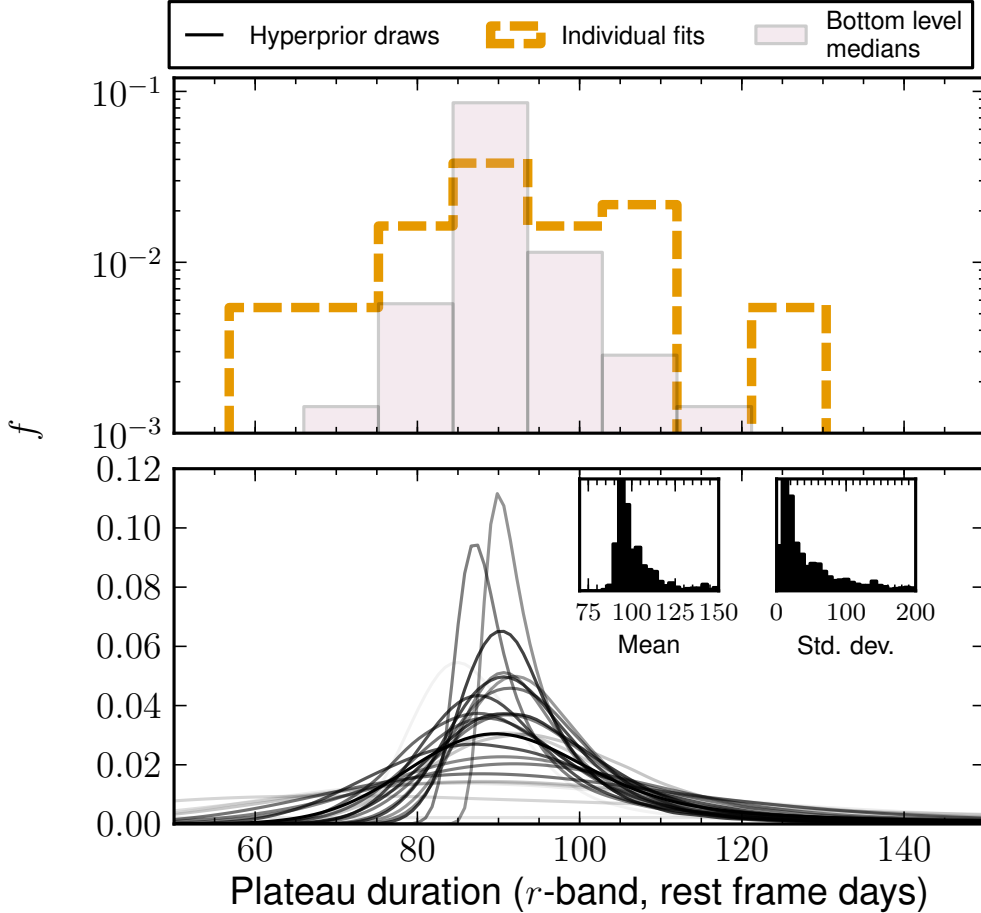 Hyperprior draws Individual fits Bottom level medians
10⁻¹
10⁻²
10⁻³
f
0.12
0.10
0.08
0.06
0.04
0.02
0.00
75 100 125 150
Mean
0 100 200
Std. dev.
60 80 100 120 140
Plateau duration (r-band, rest frame days)